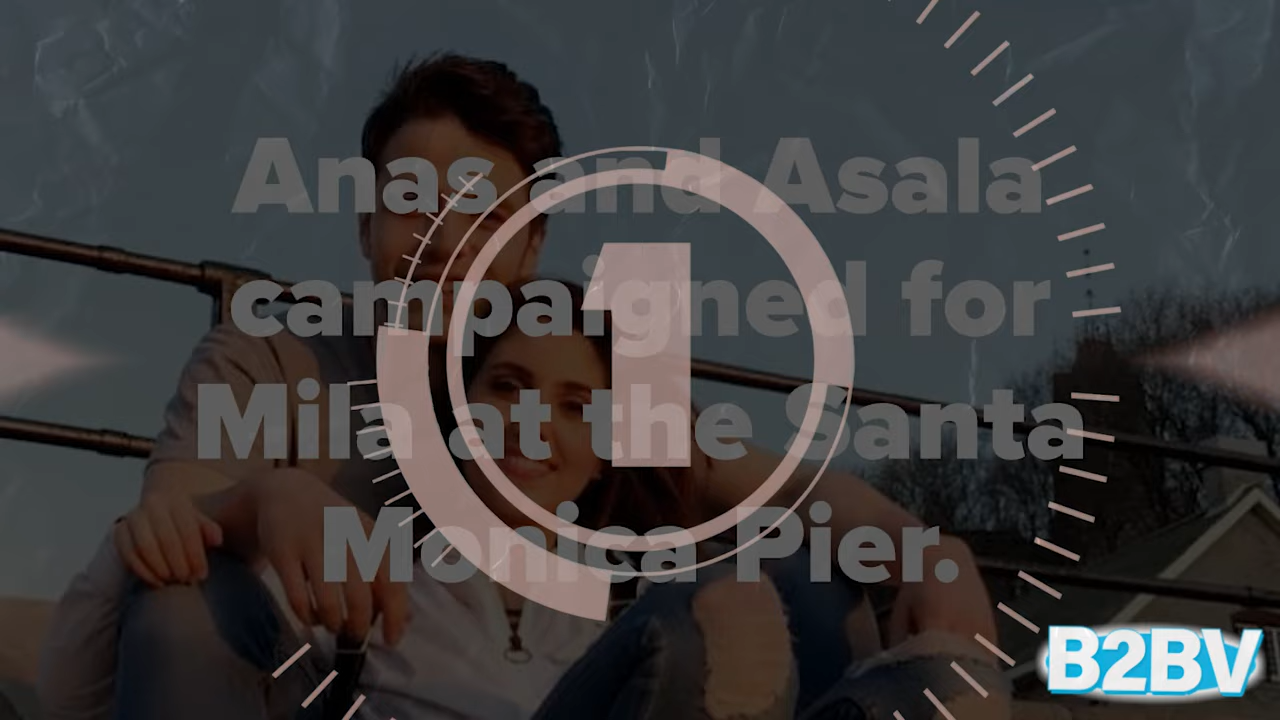 Anas and Asala
campaigned for
Mila at the Santa
Monica Pier.
1
B2BV